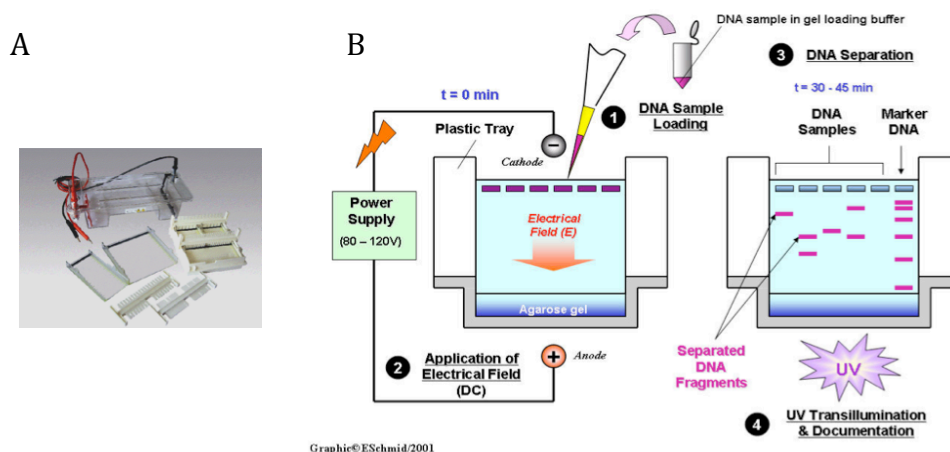 A
B
DNA sample in gel loading buffer
3 DNA Separation
t = 0 min
t = 30 - 45 min
1 DNA Sample
Loading
Plastic Tray
Cathode
−
DNA
Samples
Marker
DNA
Power
Supply
(80 – 120V)
Electrical
Field (E)
Agarose gel
2 Application of
Electrical Field
(DC)
+ Anode
Separated
DNA
Fragments
UV
4 UV Transillumination
& Documentation
Graphic©ESchmid/2001